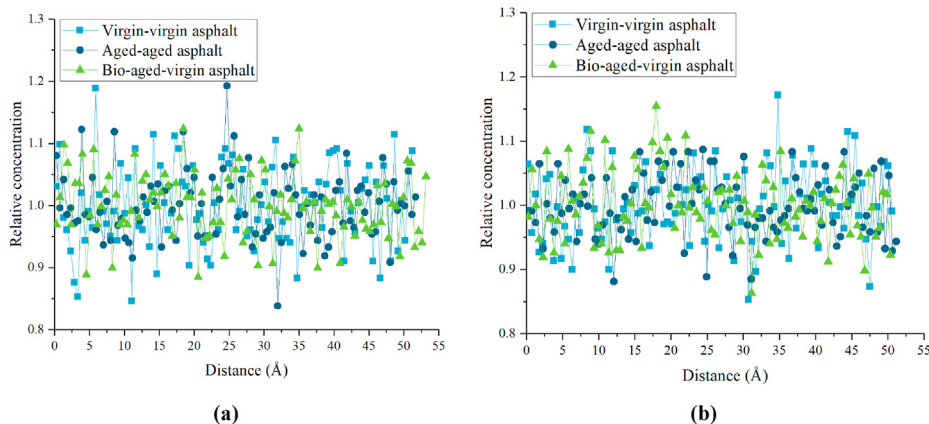 1.3
1.2
1.1
1.0
0.9
0.8
Relative concentration
Virgin-virgin asphalt
Aged-aged asphalt
Bio-aged-virgin asphalt
0 5 10 15 20 25 30 35 40 45 50 55
Distance (Å)
(a)
1.3
1.2
1.1
1.0
0.9
0.8
Relative concentration
Virgin-virgin asphalt
Aged-aged asphalt
Bio-aged-virgin asphalt
0 5 10 15 20 25 30 35 40 45 50 55
Distance (Å)
(b)